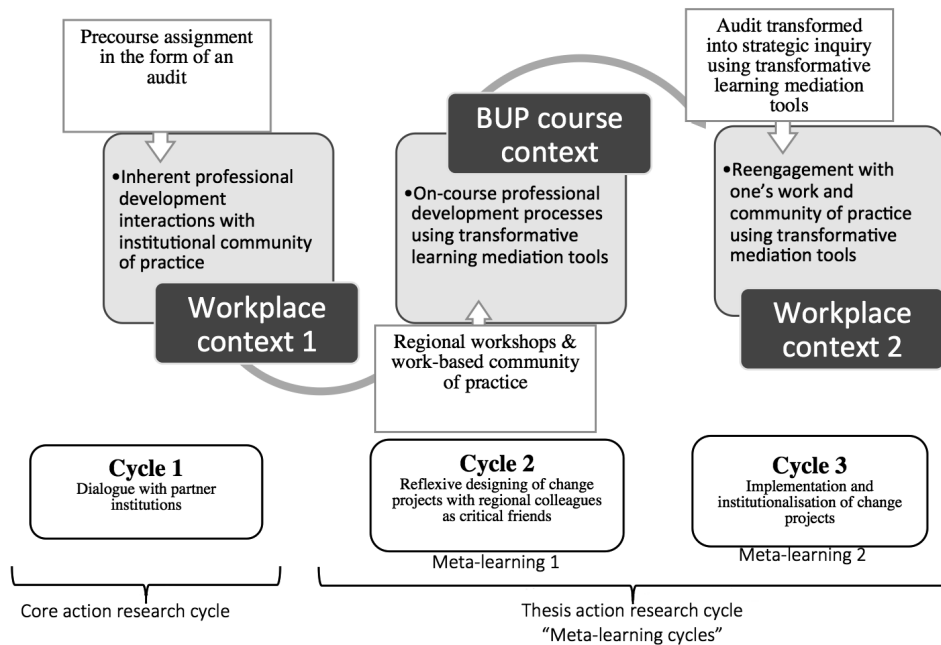 Precourse assignment
in the form of an
audit
•Inherent professional
development
interactions with
institutional community
of practice
Workplace
context 1
BUP course
context
•On-course professional
development processes
using transformative
learning mediation tools
Regional workshops &
work-based community
of practice
Audit transformed
into strategic inquiry
using transformative
learning mediation
tools
•Reengagement with
one's work and
community of practice
using transformative
mediation tools
Workplace
context 2
Cycle 1
Dialogue with partner
institutions
Cycle 2
Reflexive designing of change
projects with regional colleagues
as critical friends
Meta-learning 1
Cycle 3
Implementation and
institutionalisation of change
projects
Meta-learning 2
Core action research cycle
Thesis action research cycle
“Meta-learning cycles”